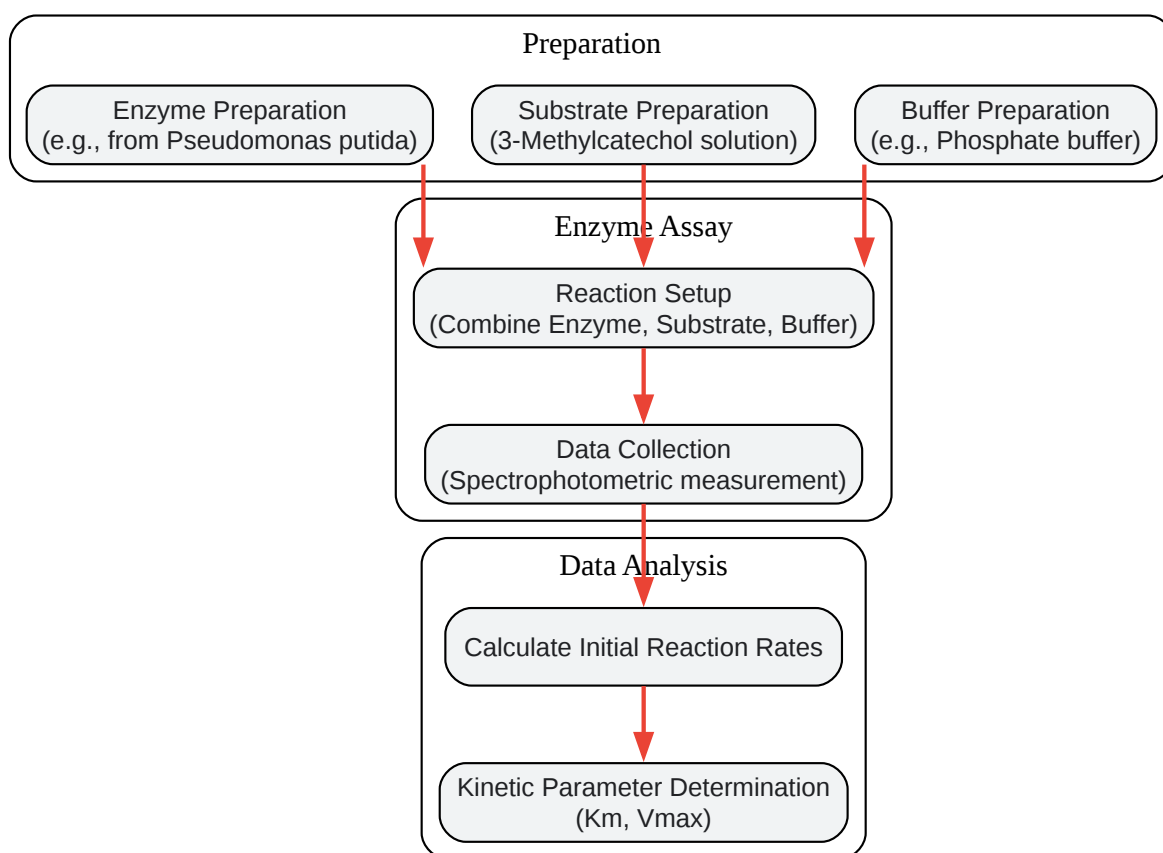 Preparation
Enzyme Preparation
(e.g., from Pseudomonas putida)
Substrate Preparation
(3-Methylcatechol solution)
Buffer Preparation
(e.g., Phosphate buffer)
Enzyme Assay
Reaction Setup
(Combine Enzyme, Substrate, Buffer)
Data Collection
(Spectrophotometric measurement)
Data Analysis
Calculate Initial Reaction Rates
Kinetic Parameter Determination
(Km, Vmax)